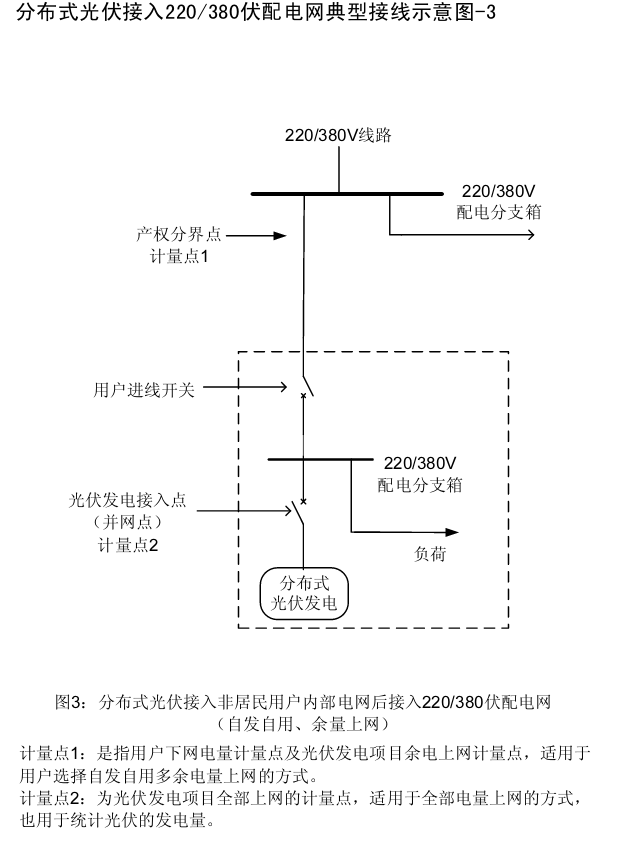 分布式光伏接入220/380伏配电网典型接线示意图-3
220/380V线路
220/380V
配电分支箱
产权分界点
计量点1
用户进线开关
220/380V
配电分支箱
光伏发电接入点
（并网点）
计量点2
负荷
分布式
光伏发电
图3：分布式光伏接入非居民用户内部电网后接入220/380伏配电网
（自发自用、余量上网）
计量点1：是指用户下网电量计量点及光伏发电项目余电上网计量点，适用于
用户选择自发自用多余电量上网的方式。
计量点2：为光伏发电项目全部上网的计量点，适用于全部电量上网的方式，
也用于统计光伏的发电量。